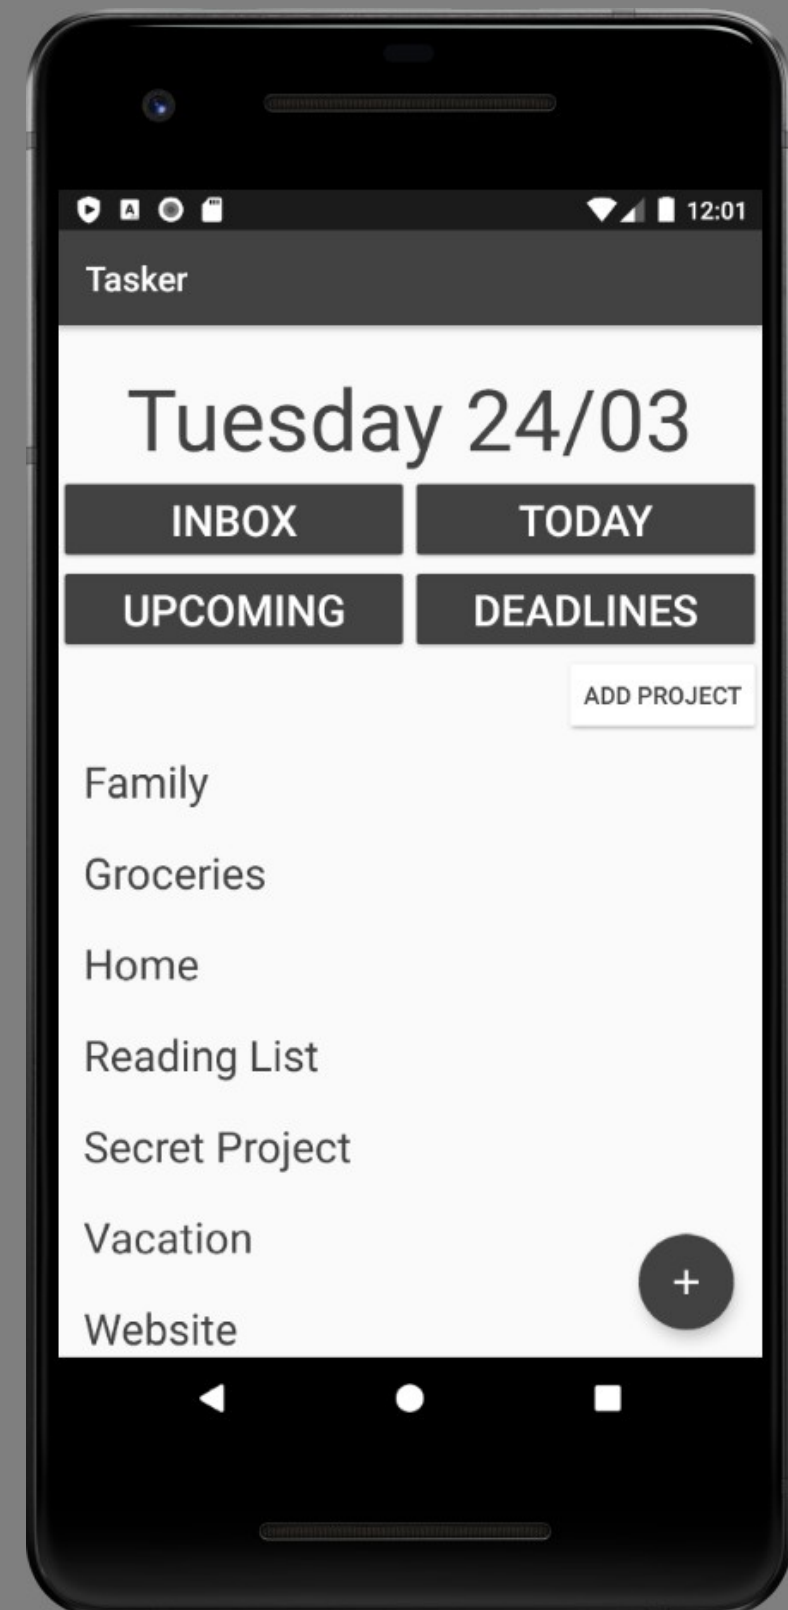 12:01
Tasker
Tuesday 24/03
INBOX TODAY
UPCOMING DEADLINES
ADD PROJECT
Family
Groceries
Home
Reading List
Secret Project
Vacation
Website
+